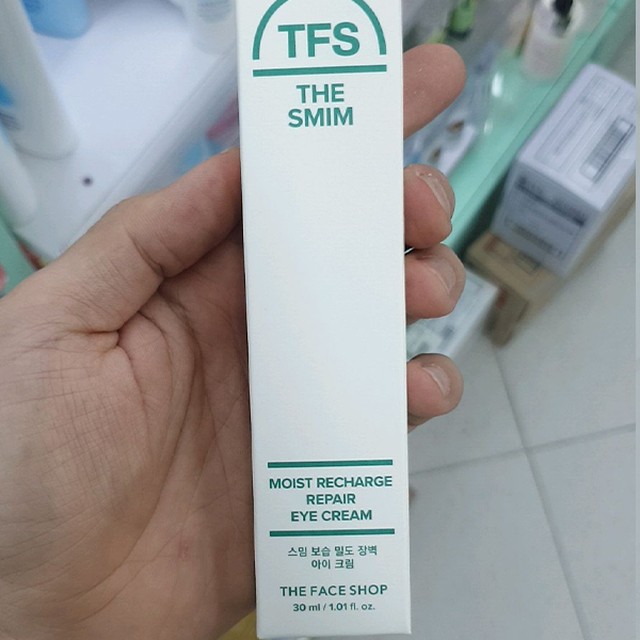 TFS
THE
SMIM
MOIST RECHARGE
REPAIR
EYE CREAM
스밈 보습 밀도 장벽
아이 크림
THE FACE SHOP
30 ml / 1.01 fl. oz.